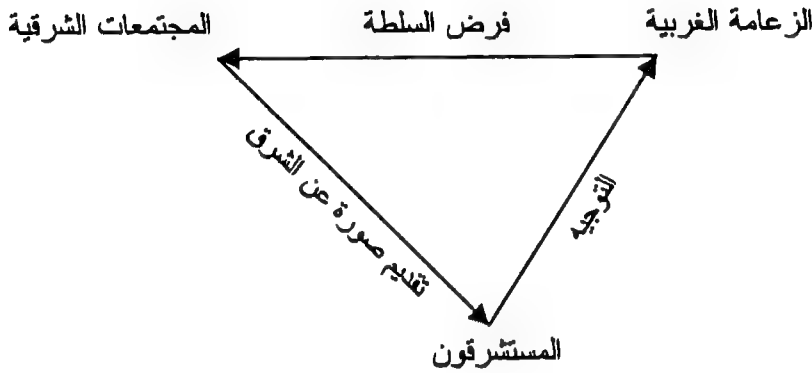 الزعامة الغربية
فرض السلطة
المجتمعات الشرقية
التوجيه
تقديم صورة عن الشرق
المستشرقون